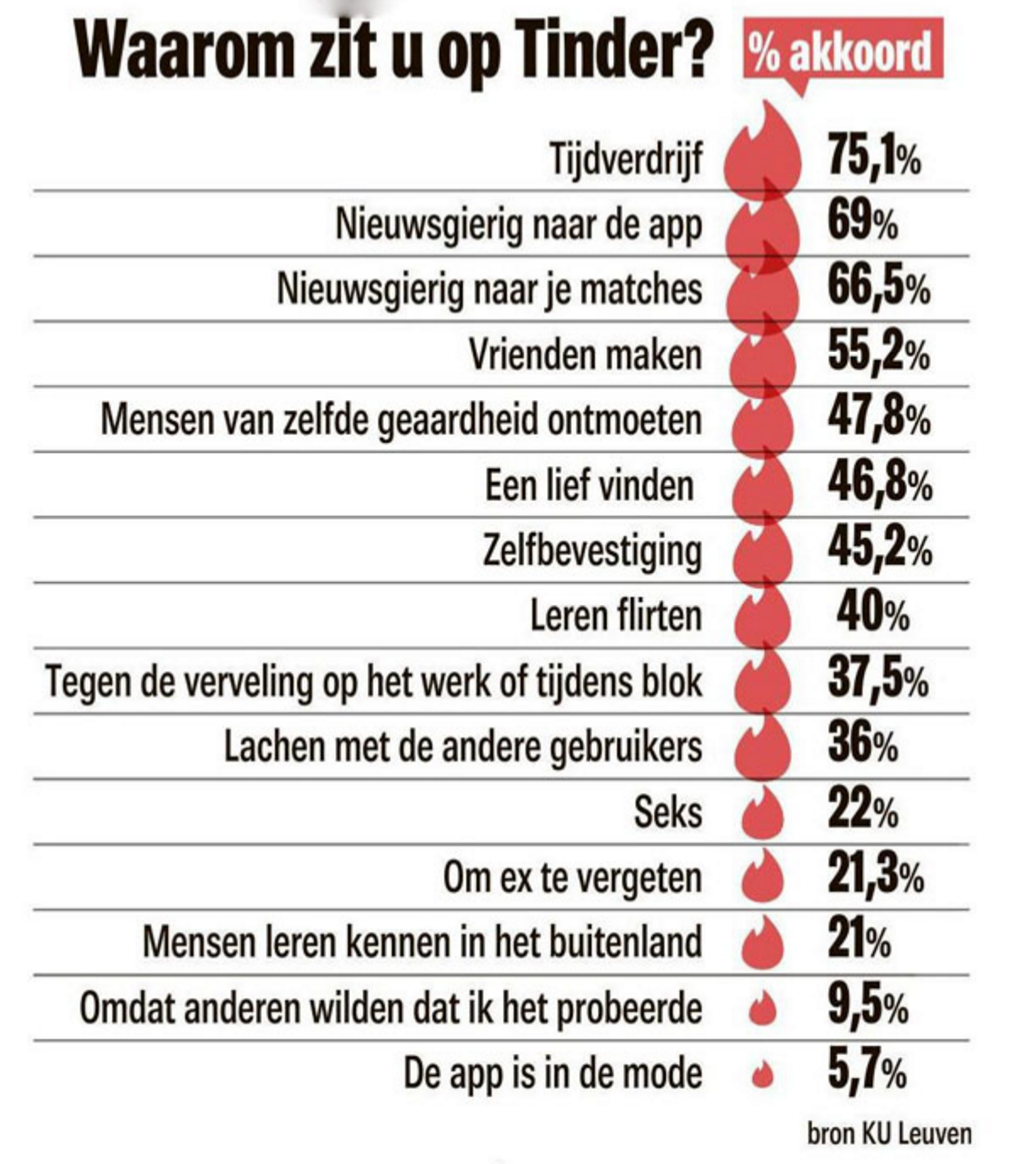 Waarom zit u op Tinder? % akkoord
Tijdverdrijf 75,1%
Nieuwsgierig naar de app 69%
Nieuwsgierig naar je matches 66,5%
Vrienden maken 55,2%
Mensen van zelfde geaardheid ontmoeten 47,8%
Een lief vinden 46,8%
Zelfbevestiging 45,2%
Leren flirten 40%
Tegen de verveling op het werk of tijdens blok 37,5%
Lachen met de andere gebruikers 36%
Seks 22%
Om ex te vergeten 21,3%
Mensen leren kennen in het buitenland 21%
Omdat anderen wilden dat ik het probeerde 9,5%
De app is in de mode 5,7%
bron KU Leuven